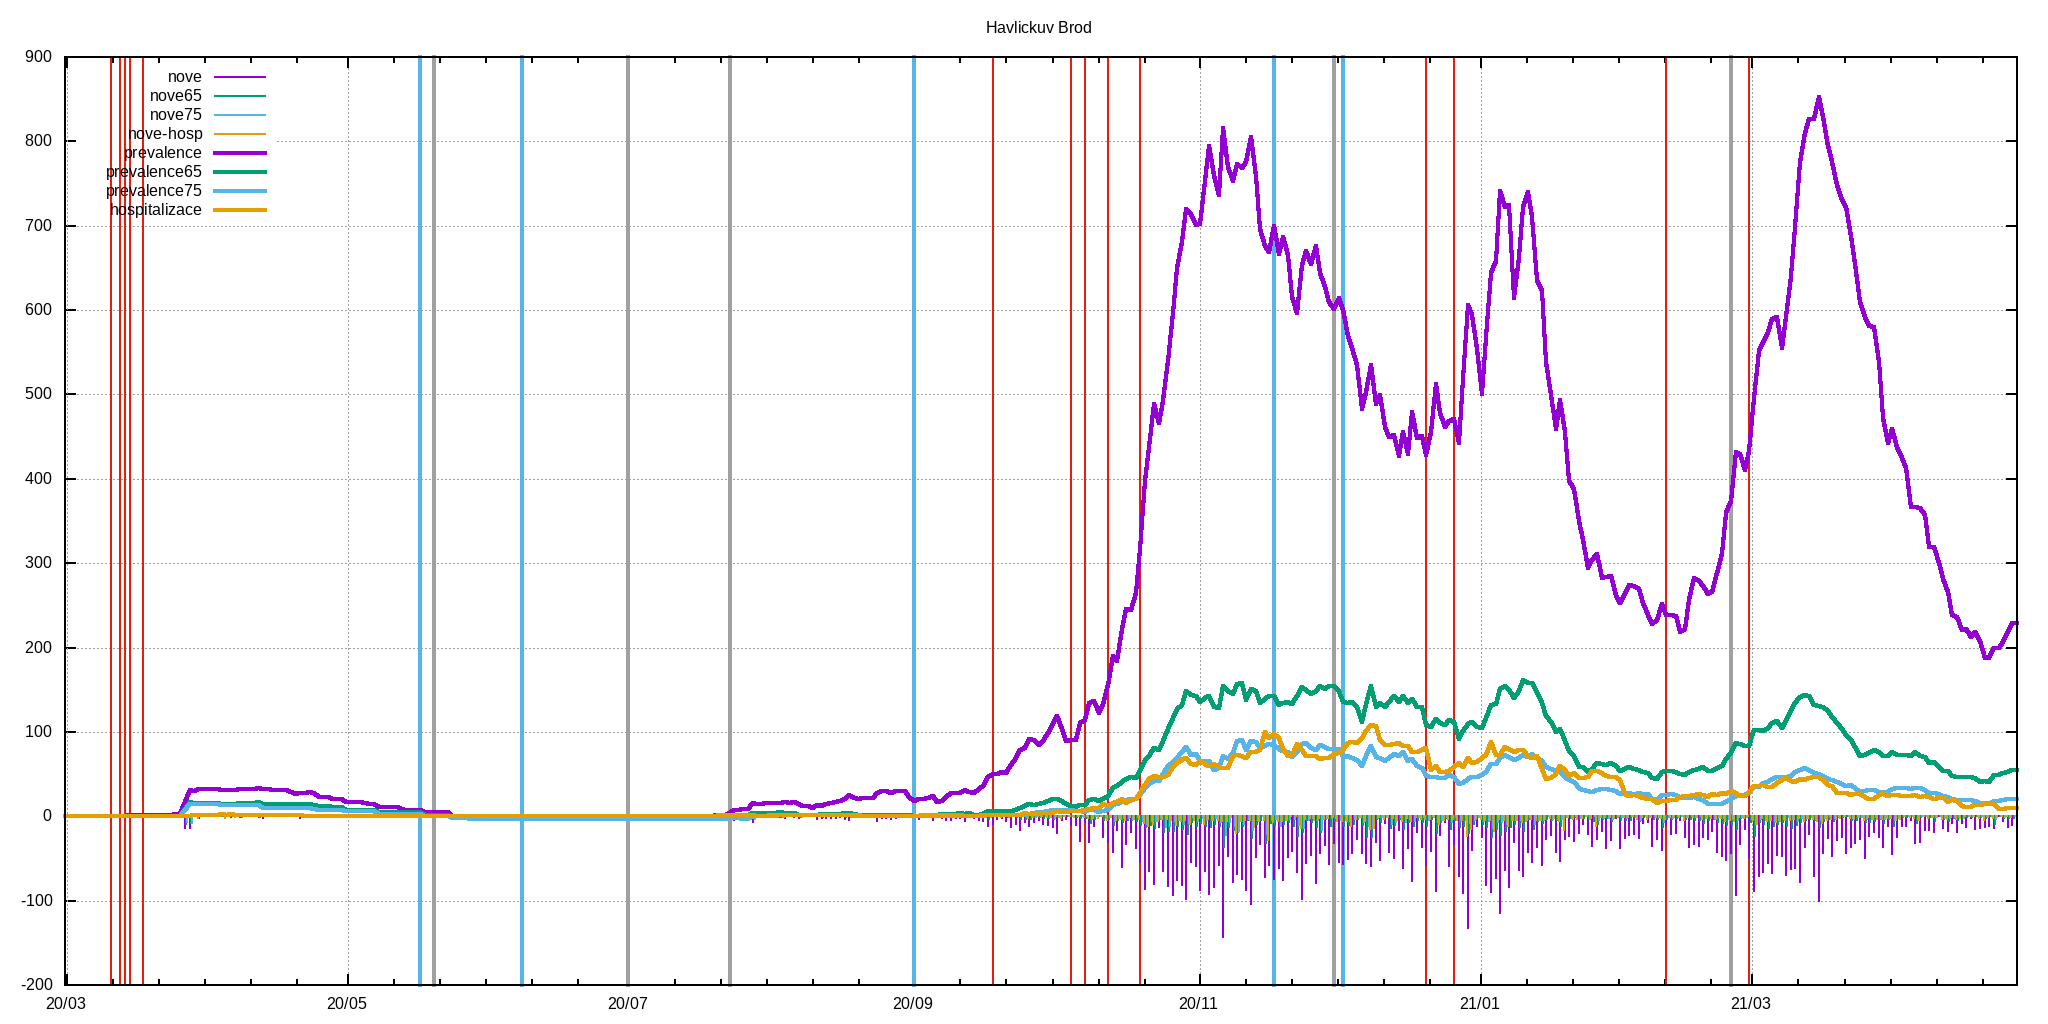 Havlickuv Brod
900
800
700
600
500
400
300
200
100
0
-100
-200
nove
nove65
nove75
nove-hosp
prevalence
prevalence65
prevalence75
hospitalizace
20/03 20/05 20/07 20/09 20/11 21/01 21/03